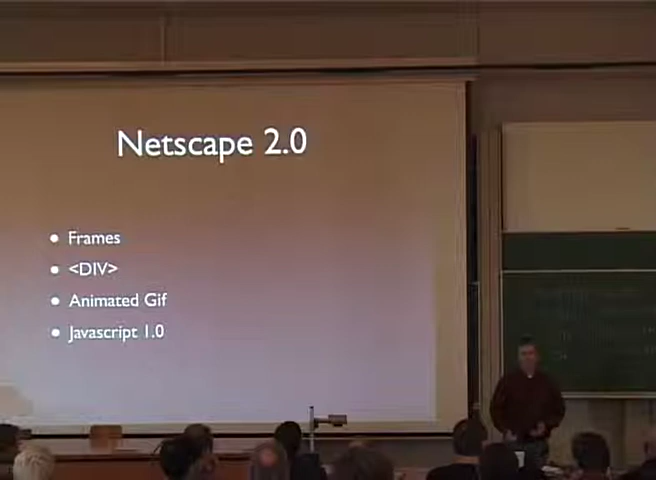 Netscape 2.0
Frames
<DIV>
Animated Gif
Javascript 1.0